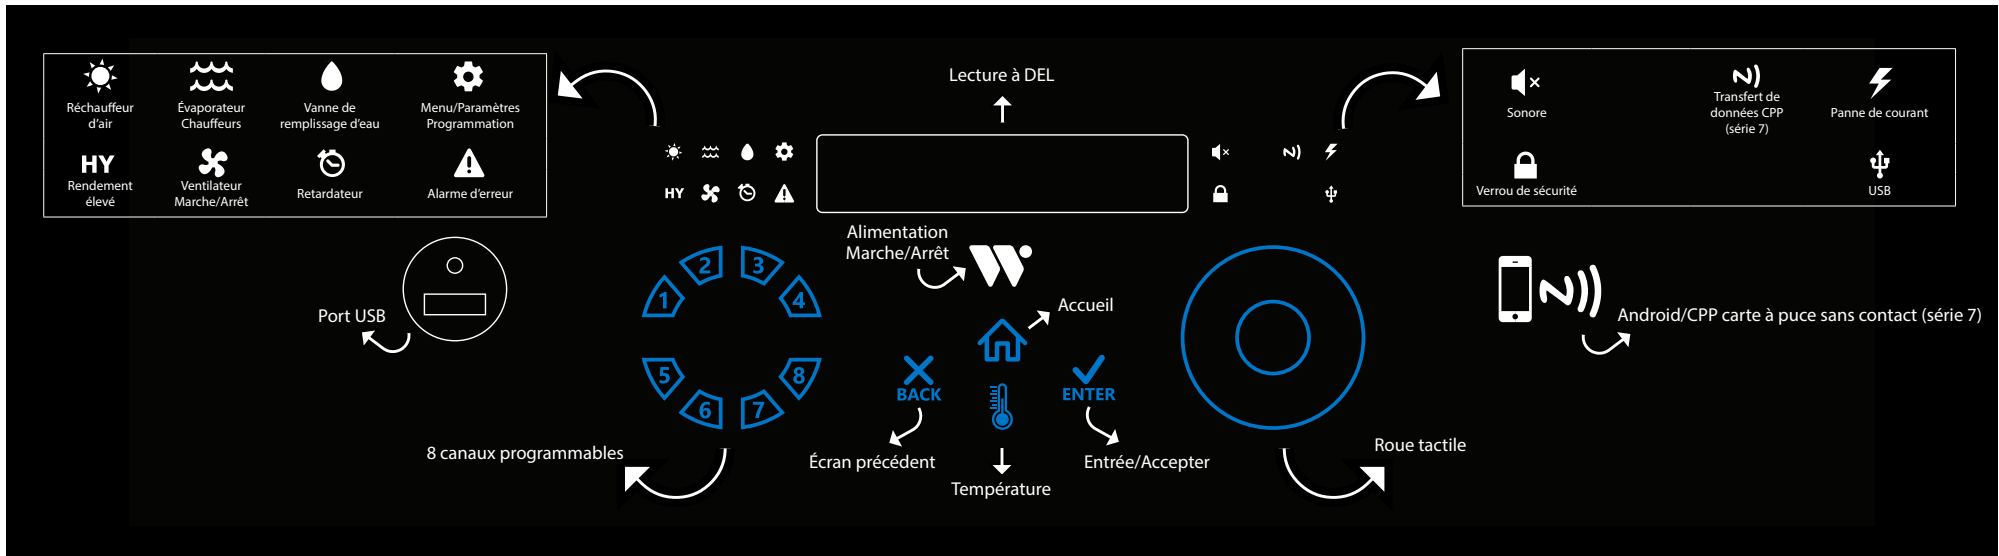 Réchauffeur
d'air
Évaporateur
Chauffeurs
Vanne de
remplissage d'eau
Menu/Paramètres
Programmation
HY
Rendement
élevé
Ventilateur
Marche/Arrêt
Retardateur
Alarme d'erreur
Lecture à DEL
HY
Sonore
Transfert de
données CPP
(série 7)
Panne de courant
Verrou de sécurité
USB
Port USB
1
2
3
4
5
6
7
8
8 canaux programmables
Alimentation
Marche/Arrêt
W
Accueil
BACK
ENTER
Écran précédent
Température
Entrée/Accepter
Roue tactile
Android/CPP carte à puce sans contact (série 7)